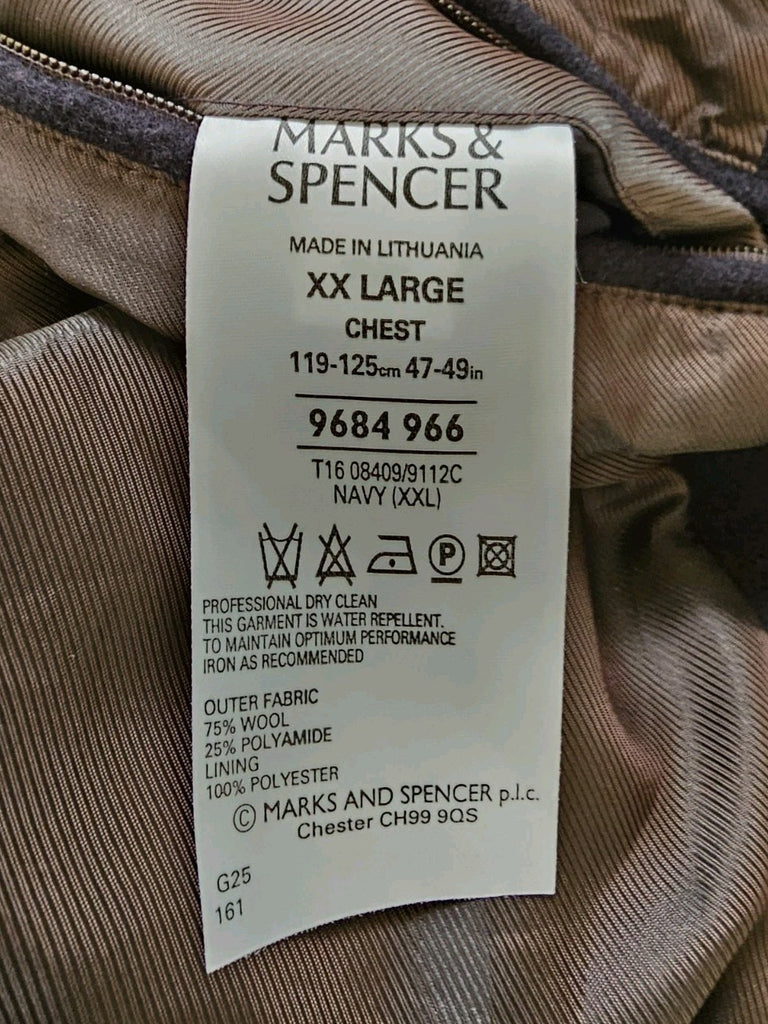 MARKS &
SPENCER
MADE IN LITHUANIA
XX LARGE
CHEST
119-125cm 47-49in
9684 966
T16 08409/9112C
NAVY (XXL)
P
PROFESSIONAL DRY CLEAN
THIS GARMENT IS WATER REPELLENT.
TO MAINTAIN OPTIMUM PERFORMANCE
IRON AS RECOMMENDED
OUTER FABRIC
75% WOOL
25% POLYAMIDE
LINING
100% POLYESTER
© MARKS AND SPENCER p.l.c.
Chester CH99 9QS
G25
161